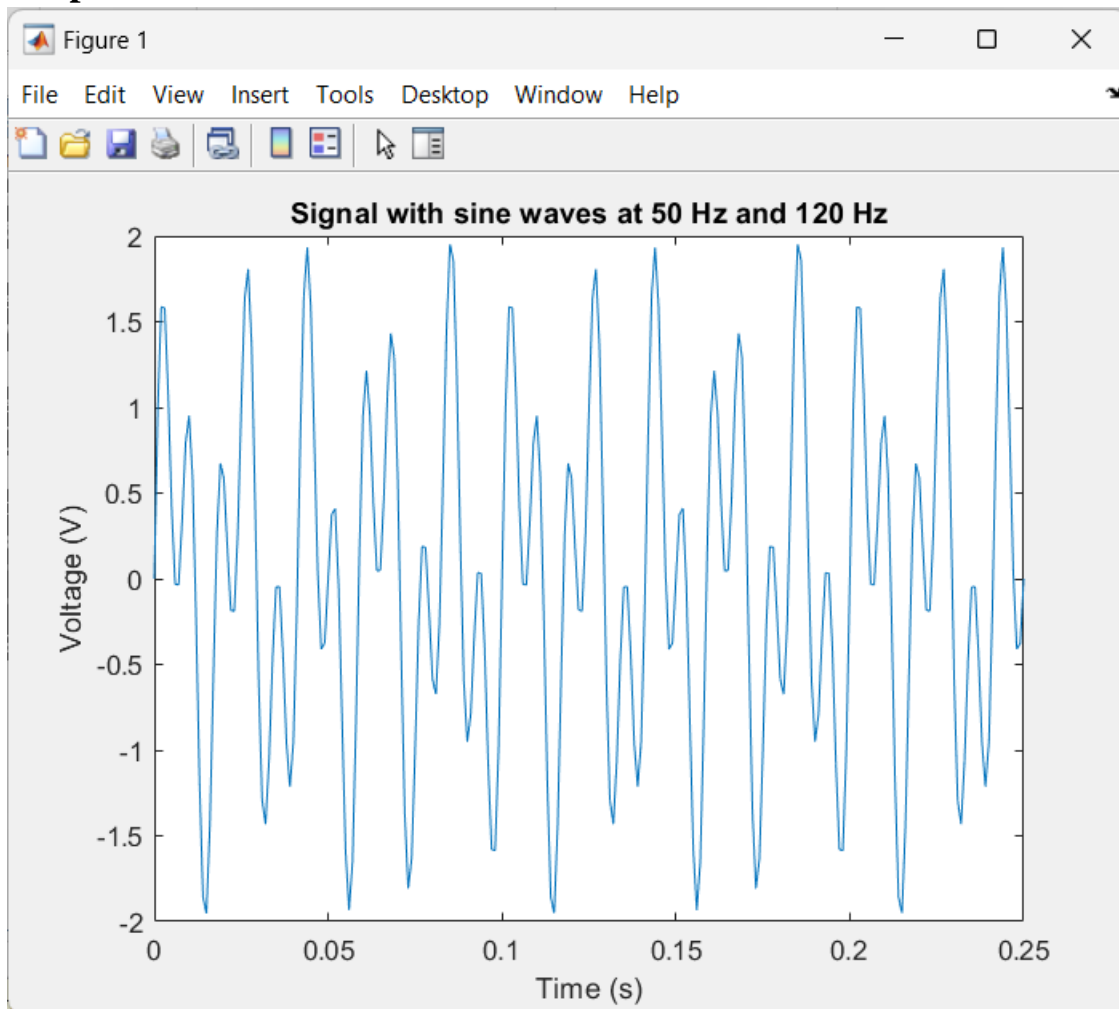 Figure 1
File Edit View Insert Tools Desktop Window Help
Signal with sine waves at 50 Hz and 120 Hz
2
1.5
1
0.5
0
-0.5
-1
-1.5
-2
Voltage (V)
0 0.05 0.1 0.15 0.2 0.25
Time (s)